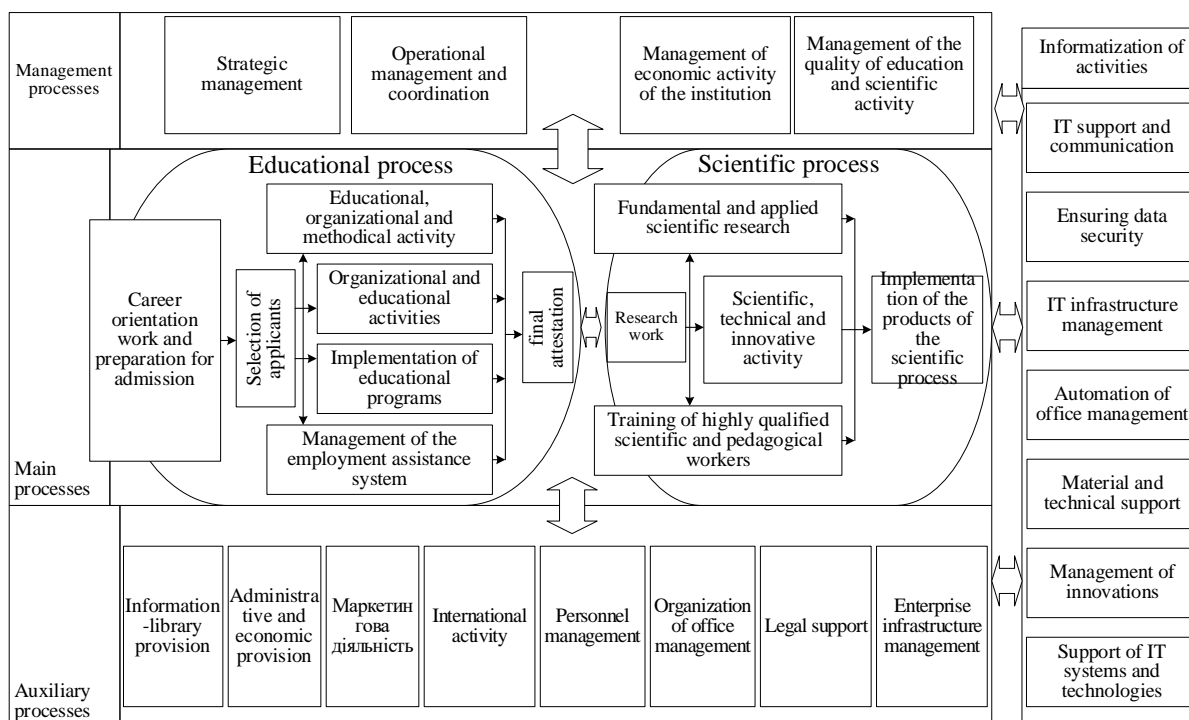 Management
processes
Strategic
management
Operational
management and
coordination
Management of
economic activity
of the institution
Management of the
quality of education
and scientific
activity
Informatization of
activities
IT support and
communication
Ensuring data
security
IT infrastructure
management
Automation of
office management
Material and
technical support
Management of
innovations
Support of IT
systems and
technologies
Main
processes
Educational process
Career
orientation
work and
preparation for
admission
Selection of
applicants
Educational,
organizational and
methodical activity
Organizational and
educational
activities
Implementation of
educational
programs
Management of the
employment assistance
system
final
attestation
Scientific process
Research
work
Fundamental and applied
scientific research
Scientific,
technical and
innovative
activity
Training of highly qualified
scientific and pedagogical
workers
Implementa
tion of the
products of
the
scientific
process
Auxiliary
processes
Information
-library
provision
Administra
tive and
economic
provision
Маркетин
гова
діяльність
International
activity
Personnel
management
Organization
of office
management
Legal support
Enterprise
infrastructure
management